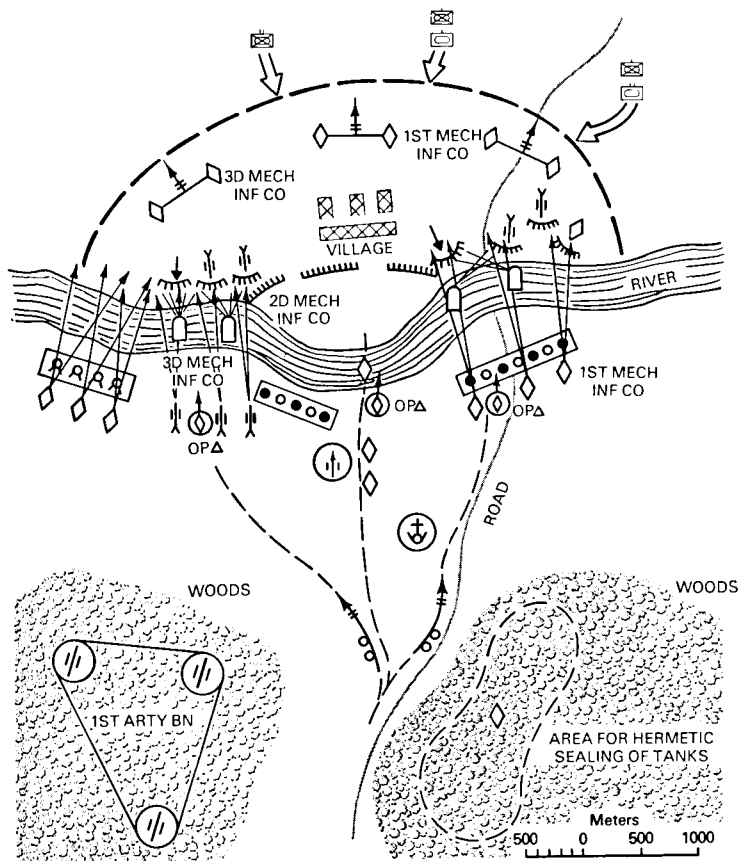 1ST MECH
INF CO
3D MECH
INF CO
VILLAGE
RIVER
2D MECH
INF CO
3D MECH
INF CO
1ST MECH
INF CO
OP
OP
OP
ROAD
WOODS
WOODS
1ST ARTY BN
AREA FOR HERMETIC
SEALING OF TANKS
Meters
500 0 500 1000